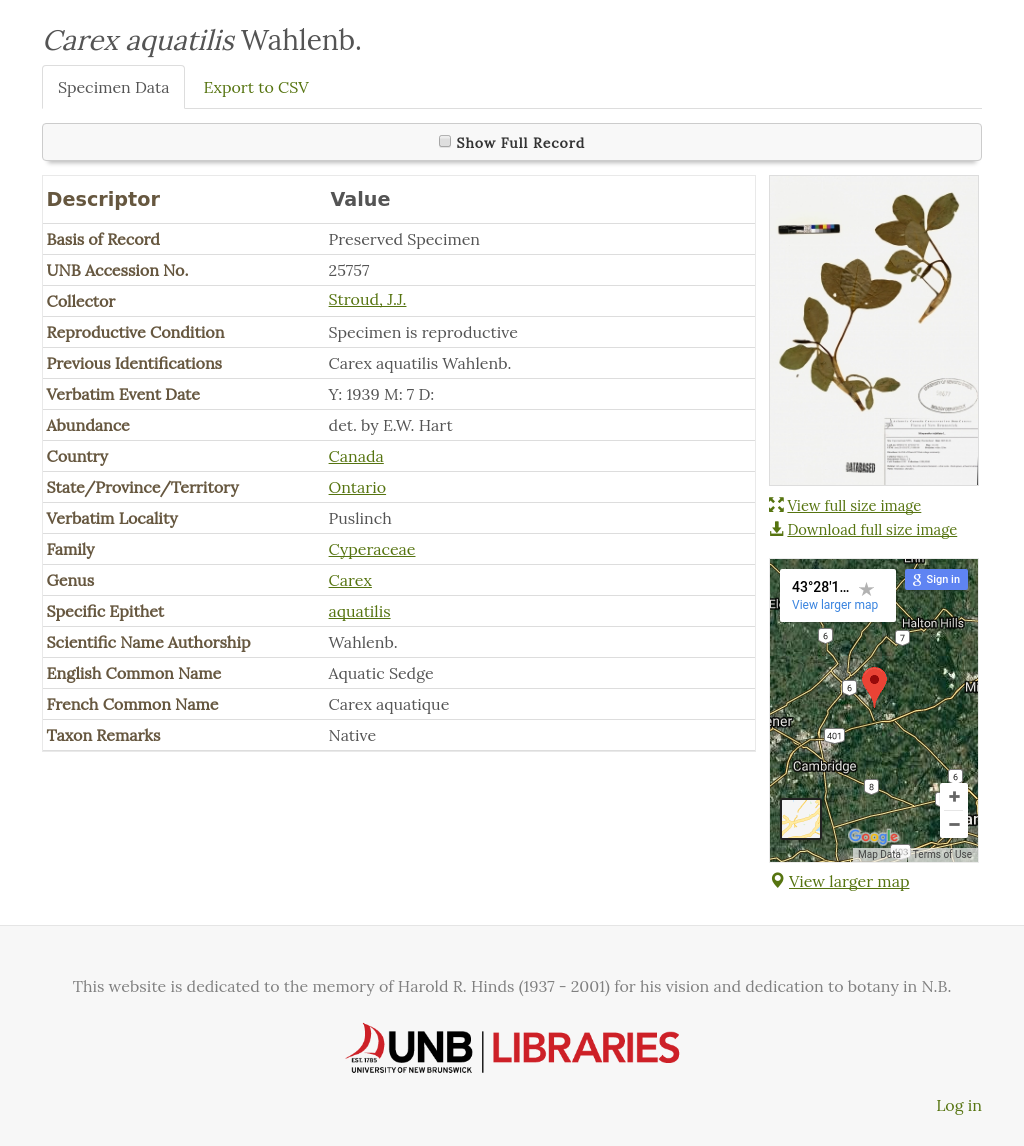 Carex aquatilis Wahlenb.
Specimen Data
Export to CSV
Show Full Record
Descriptor Value
Basis of Record Preserved Specimen
UNB Accession No. 25757
Collector Stroud, J.J.
Reproductive Condition Specimen is reproductive
Previous Identifications Carex aquatilis Wahlenb.
Verbatim Event Date Y: 1939 M: 7 D:
Abundance det. by E.W. Hart
Country Canada
State/Province/Territory Ontario
Verbatim Locality Puslinch
Family Cyperaceae
Genus Carex
Specific Epithet aquatilis
Scientific Name Authorship Wahlenb.
English Common Name Aquatic Sedge
French Common Name Carex aquatique
Taxon Remarks Native
DATABASED
View full size image
Download full size image
43°28'1...
View larger map
Sign in
Halton Hills
6
7
6
Mi
ener
401
Cambridge
6
8
Google
Map Data
Terms of Use
View larger map
This website is dedicated to the memory of Harold R. Hinds (1937 - 2001) for his vision and dedication to botany in N.B.
EST. 1785
UNB
UNIVERSITY OF NEW BRUNSWICK
LIBRARIES
Log in